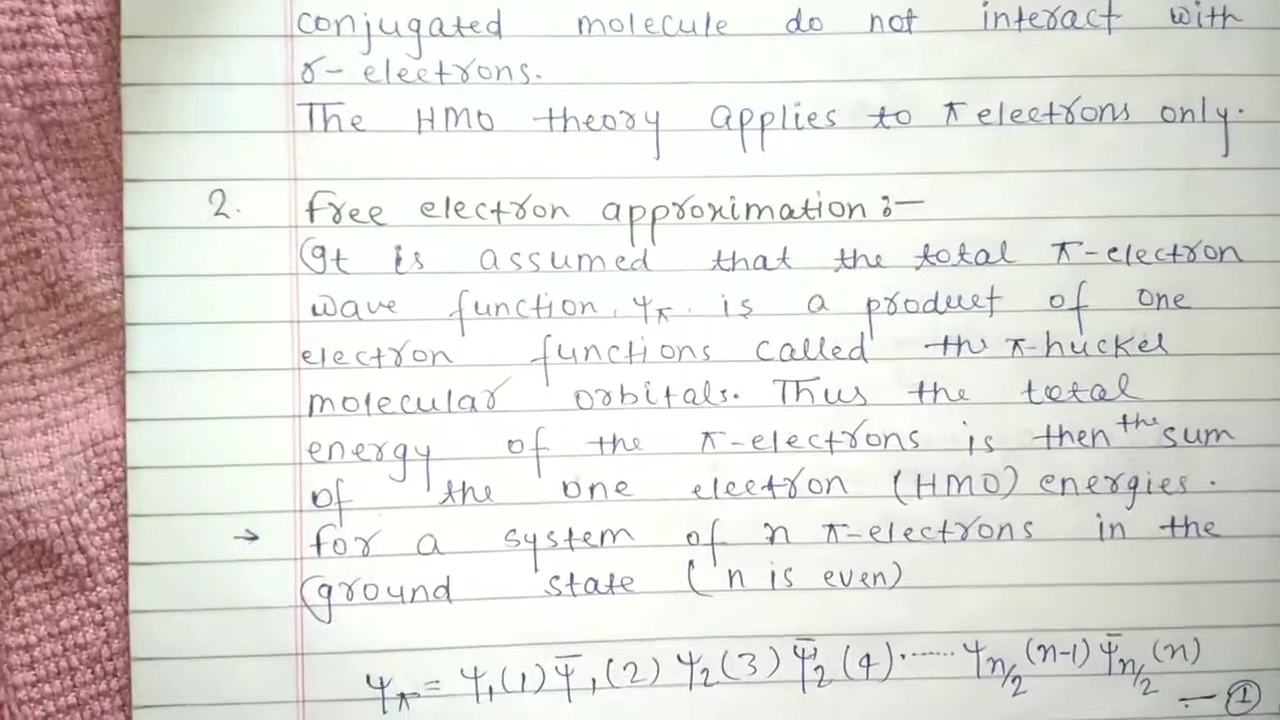 conjugated molecule do not interact with
σ- electrons.
The HMO theory applies to π electrons only.
2. free electron approximation :-
It is assumed that the total π-electron
wave function, ψπ. is a product of one
electron functions called the π-huckel
molecular orbitals. Thus the total
energy of the π-electrons is then the sum
of the one electron (HMO) energies.
→ for a system of n π-electrons in the
ground state (n is even)
ψπ = ψ1(1) ψ̄1(2) ψ2(3) ψ̄2(4)....... ψn/2(n-1) ψ̄n/2(n)
— ①